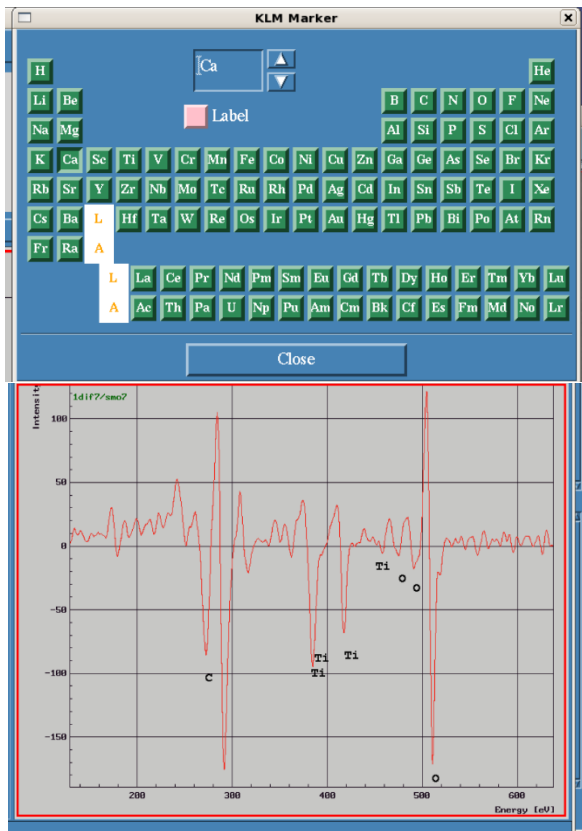 KLM Marker
Ca
H He
Label
Li Be B C N O F Ne
Na Mg Al Si P S Cl Ar
K Ca Sc Ti V Cr Mn Fe Co Ni Cu Zn Ga Ge As Se Br Kr
Rb Sr Y Zr Nb Mo Tc Ru Rh Pd Ag Cd In Sn Sb Te I Xe
Cs Ba L Hf Ta W Re Os Ir Pt Au Hg Tl Pb Bi Po At Rn
Fr Ra A
L La Ce Pr Nd Pm Sm Eu Gd Tb Dy Ho Er Tm Yb Lu
A Ac Th Pa U Np Pu Am Cm Bk Cf Es Fm Md No Lr
Close
1dif7/smo7
Intensit
100
50
0
Ti
O
O
-50
Ti Ti
C Ti
-100
-150
O
200 300 400 500 600
Energy [eV]